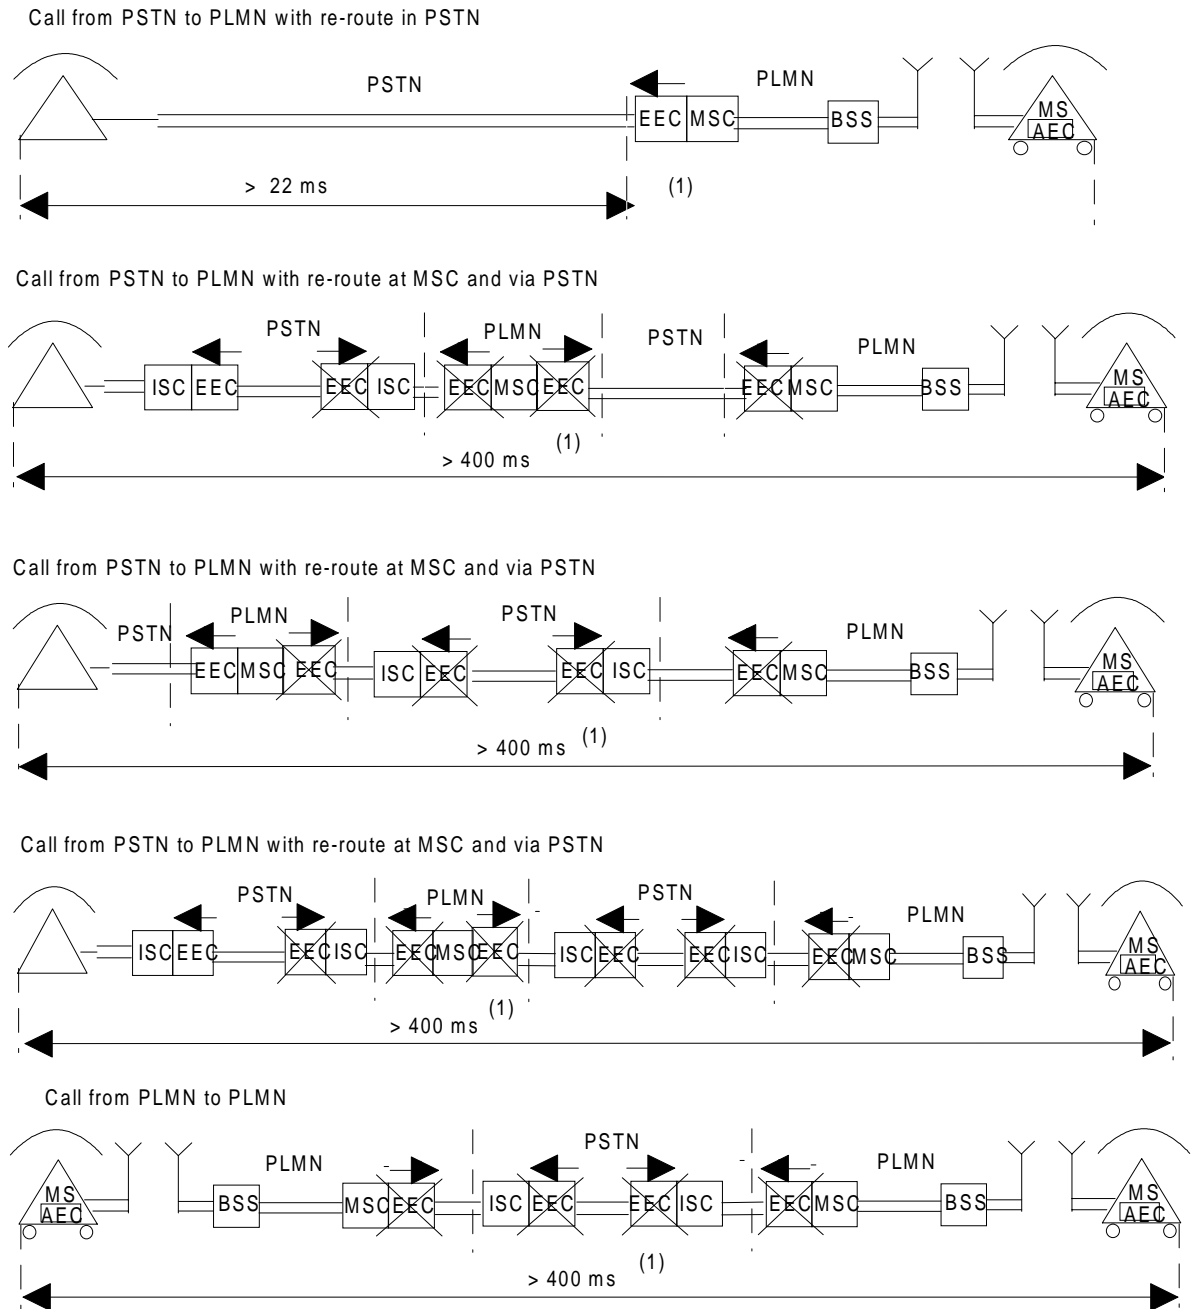 Call from PSTN to PLMN with re-route in PSTN
PSTN PLMN
EEC MSC BSS MS
AEC
> 22 ms (1)
Call from PSTN to PLMN with re-route at MSC and via PSTN
PSTN PLMN PSTN PLMN
ISC EEC EEC ISC EEC MSC EEC EEC MSC BSS MS
AEC
(1)
> 400 ms
Call from PSTN to PLMN with re-route at MSC and via PSTN
PSTN PLMN PSTN PLMN
EEC MSC EEC ISC EEC EEC ISC EEC MSC BSS MS
AEC
(1)
> 400 ms
Call from PSTN to PLMN with re-route at MSC and via PSTN
PSTN PLMN PSTN PLMN
ISC EEC EEC ISC EEC MSC EEC ISC EEC EEC ISC EEC MSC BSS MS
AEC
(1)
> 400 ms
Call from PLMN to PLMN
PLMN PSTN PLMN
MS BSS MSC EEC ISC EEC EEC ISC EEC MSC BSS MS
AEC AEC
(1)
> 400 ms